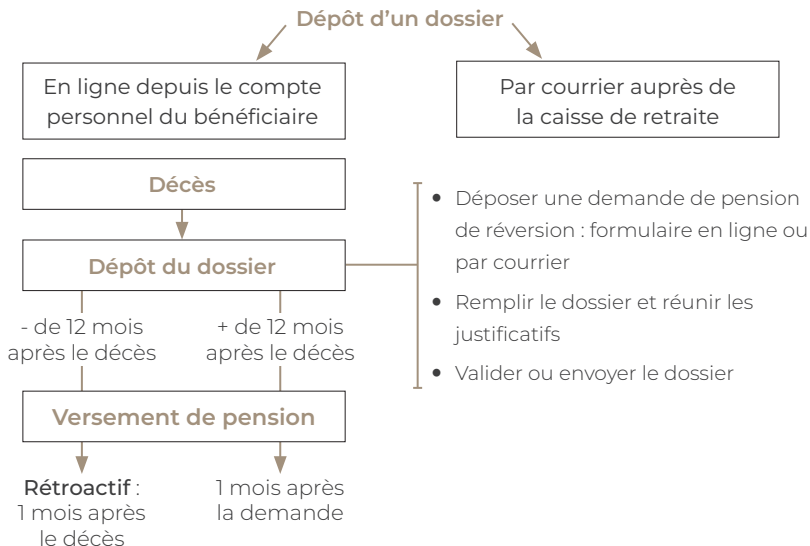 Dépôt d’un dossier
En ligne depuis le compte
personnel du bénéficiaire
Par courrier auprès de
la caisse de retraite
Décès
Dépôt du dossier
• Déposer une demande de pension
de réversion : formulaire en ligne ou
par courrier
• Remplir le dossier et réunir les
justificatifs
• Valider ou envoyer le dossier
- de 12 mois
après le décès
+ de 12 mois
après le décès
Versement de pension
Rétroactif :
1 mois après
le décès
1 mois après
la demande